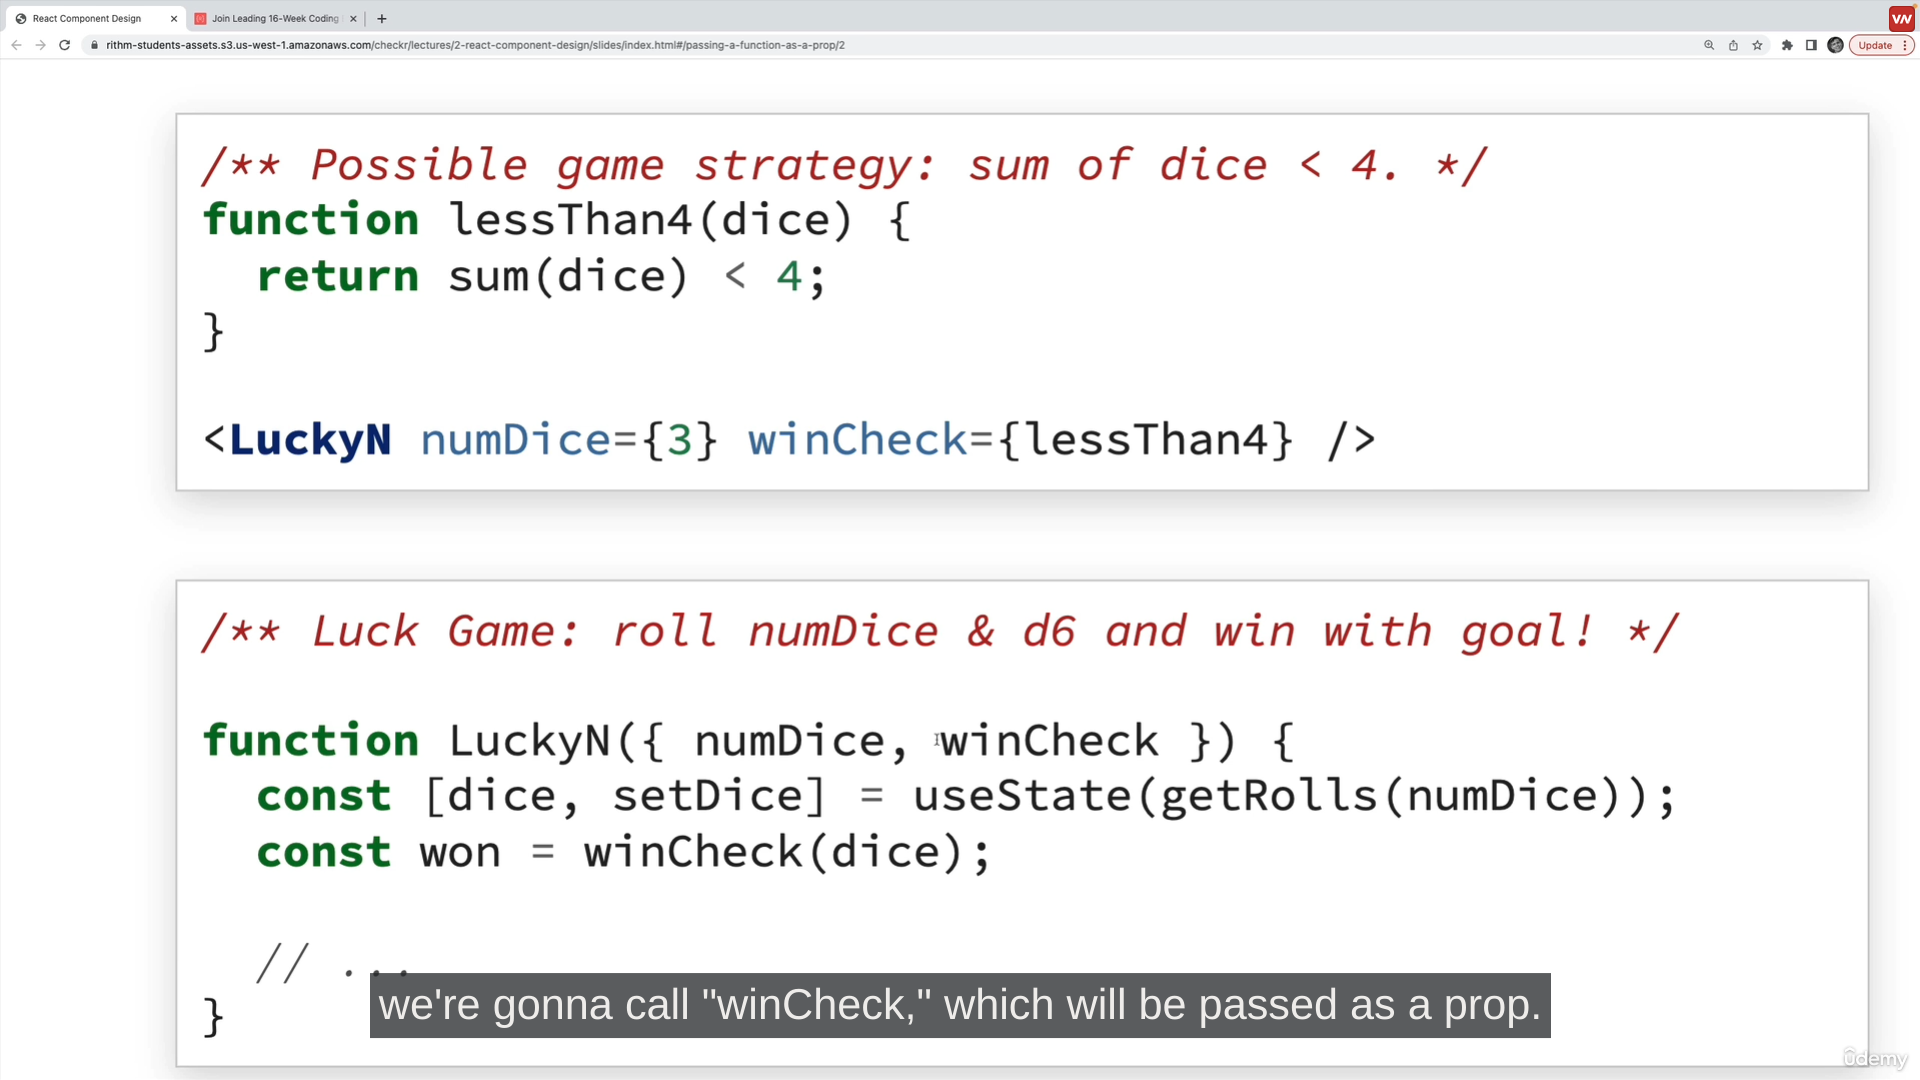 React Component Design
Join Leading 16-Week Coding
rithm-students-assets.s3.us-west-1.amazonaws.com/checkr/lectures/2-react-component-design/slides/index.html#/passing-a-function-as-a-prop/2
Update
/** Possible game strategy: sum of dice < 4. */
function lessThan4(dice) {
  return sum(dice) < 4;
}
<LuckyN numDice={3} winCheck={lessThan4} />
/** Luck Game: roll numDice & d6 and win with goal! */
function LuckyN({ numDice, winCheck }) {
  const [dice, setDice] = useState(getRolls(numDice));
  const won = winCheck(dice);
  // ...
}
we're gonna call "winCheck," which will be passed as a prop.
ûdemy